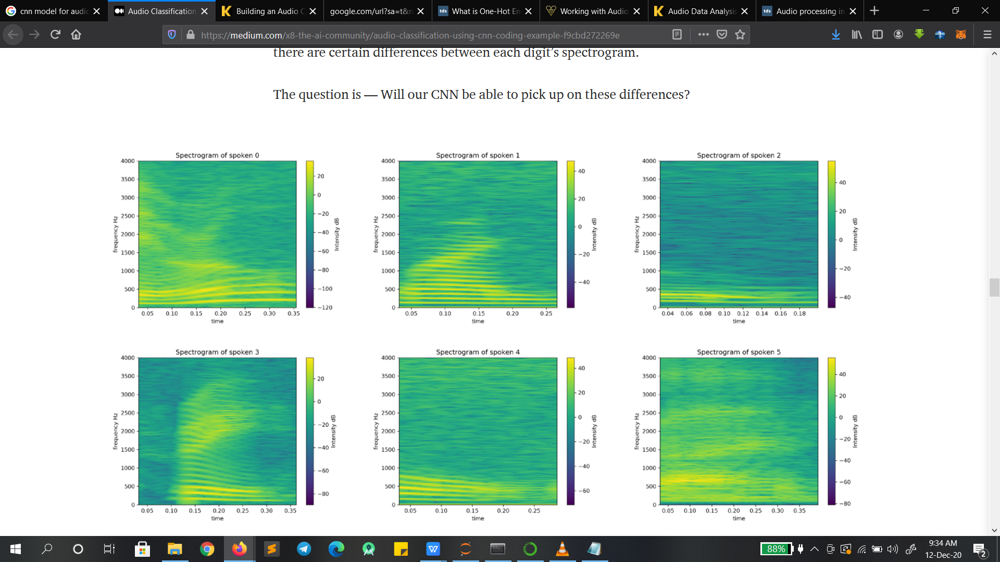 cnn model for audio
Audio Classification
Building an Audio C
google.com/url?sa=t&r
What is One-Hot En
Working with Audio
Audio Data Analysis
Audio processing in
https://medium.com/x8-the-ai-community/audio-classification-using-cnn-coding-example-f9cbd272269e
there are certain differences between each digit’s spectrogram.
The question is — Will our CNN be able to pick up on these differences?
Spectrogram of spoken 0
4000
3500
3000
2500
2000
1500
1000
500
0
frequency Hz
0.05 0.10 0.15 0.20 0.25 0.30 0.35
time
20
0
−20
−40
−60
−80
−100
−120
Intensity dB
Spectrogram of spoken 1
4000
3500
3000
2500
2000
1500
1000
500
0
frequency Hz
0.05 0.10 0.15 0.20 0.25
time
40
20
0
−20
−40
Intensity dB
Spectrogram of spoken 2
4000
3500
3000
2500
2000
1500
1000
500
0
frequency Hz
0.04 0.06 0.08 0.10 0.12 0.14 0.16 0.18
time
40
20
0
−20
−40
Intensity dB
Spectrogram of spoken 3
4000
3500
3000
2500
2000
1500
1000
500
0
frequency Hz
0.05 0.10 0.15 0.20 0.25 0.30 0.35
time
20
0
−20
−40
−60
−80
Intensity dB
Spectrogram of spoken 4
4000
3500
3000
2500
2000
1500
1000
500
0
frequency Hz
0.05 0.10 0.15 0.20 0.25
time
40
20
0
−20
−40
−60
Intensity dB
Spectrogram of spoken 5
4000
3500
3000
2500
2000
1500
1000
500
0
frequency Hz
0.05 0.10 0.15 0.20 0.25 0.30 0.35
time
40
20
0
−20
−40
−60
−80
Intensity dB
88%
9:34 AM
12-Dec-20
2